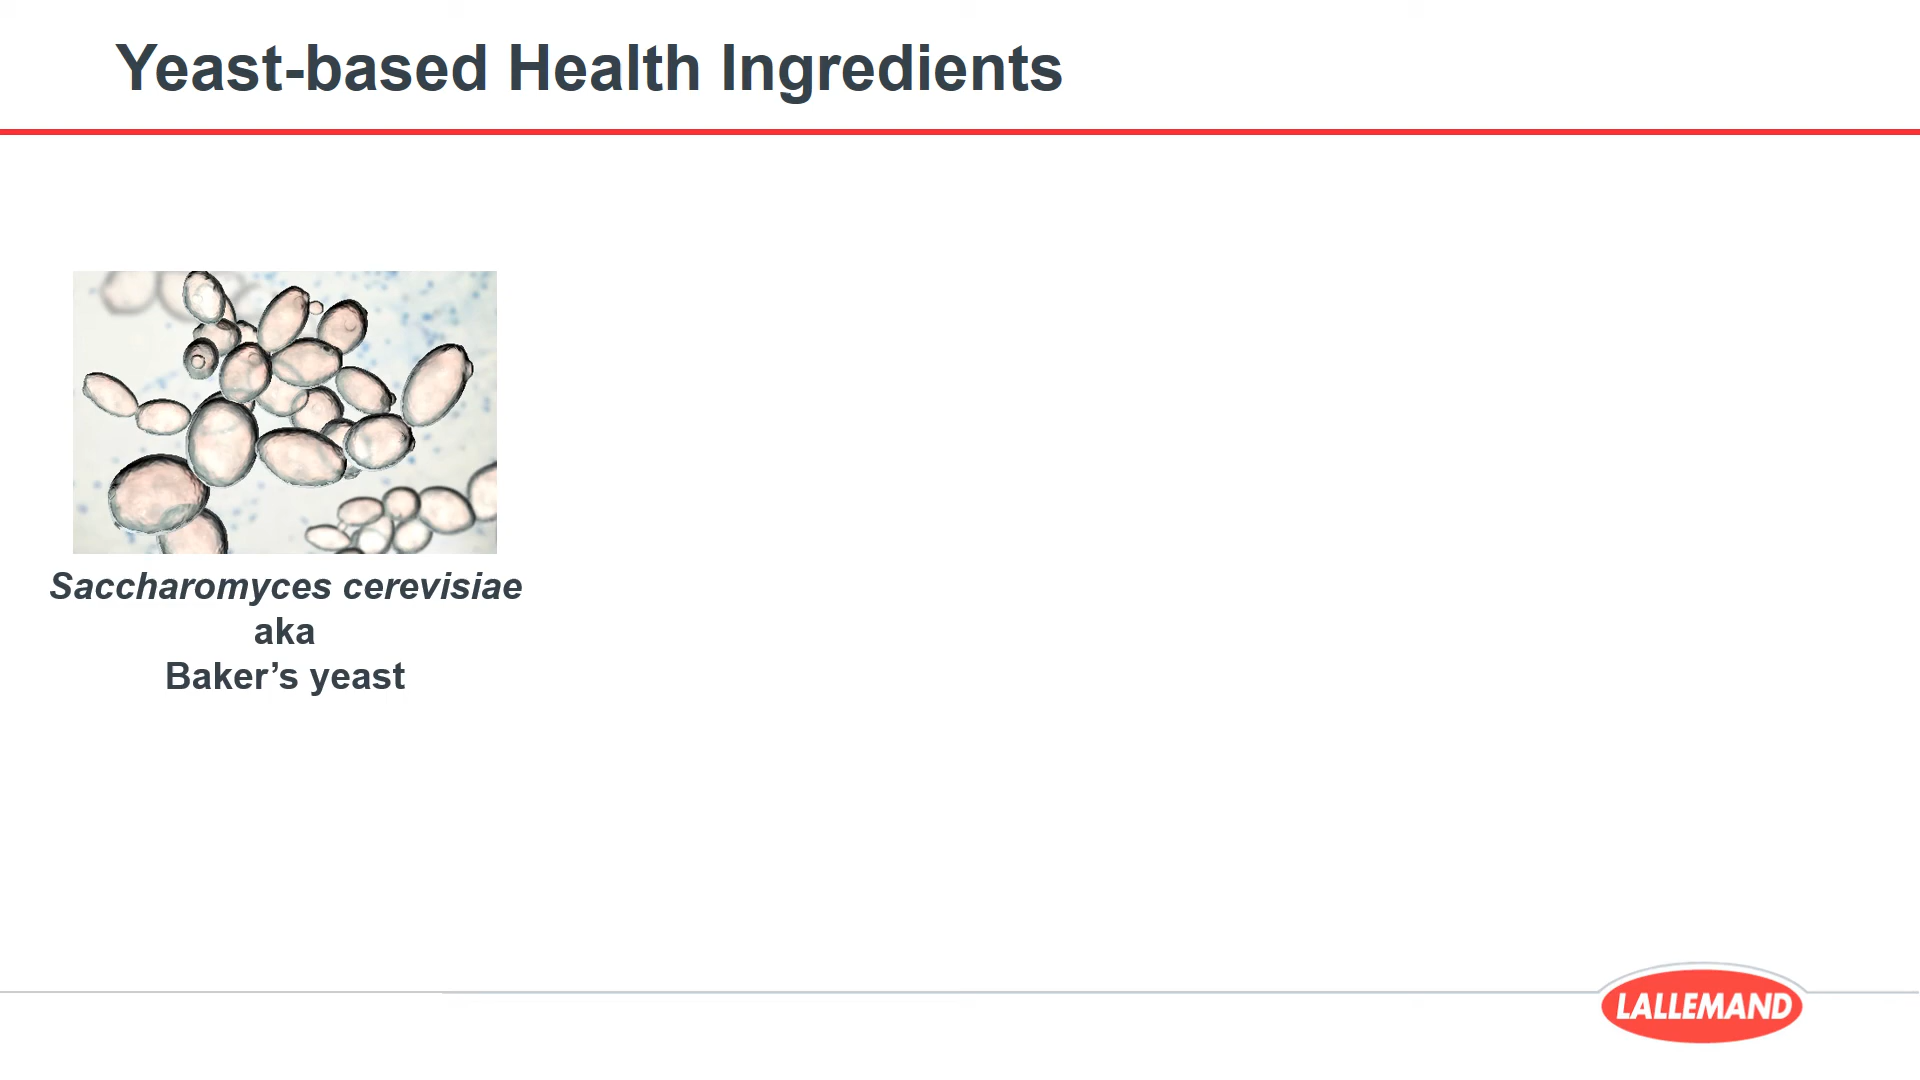 Yeast-based Health Ingredients
Saccharomyces cerevisiae
aka
Baker’s yeast
LALLEMAND